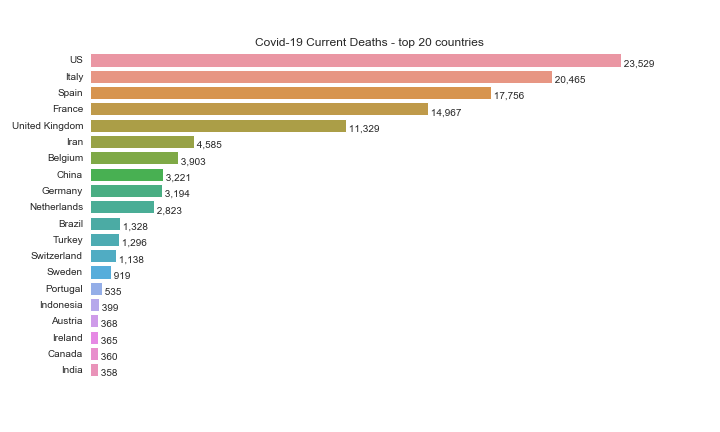 Covid-19 Current Deaths - top 20 countries
US 23,529
Italy 20,465
Spain 17,756
France 14,967
United Kingdom 11,329
Iran 4,585
Belgium 3,903
China 3,221
Germany 3,194
Netherlands 2,823
Brazil 1,328
Turkey 1,296
Switzerland 1,138
Sweden 919
Portugal 535
Indonesia 399
Austria 368
Ireland 365
Canada 360
India 358